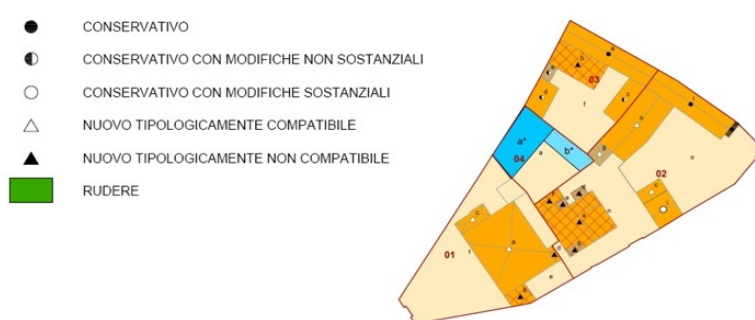 CONSERVATIVO
CONSERVATIVO CON MODIFICHE NON SOSTANZIALI
CONSERVATIVO CON MODIFICHE SOSTANZIALI
NUOVO TIPOLOGICAMENTE COMPATIBILE
NUOVO TIPOLOGICAMENTE NON COMPATIBILE
RUDERE
a
b
03
e
d
c
f
i
h
a*
b*
04
a
g
02
o
c
n
01
f
a
d
e